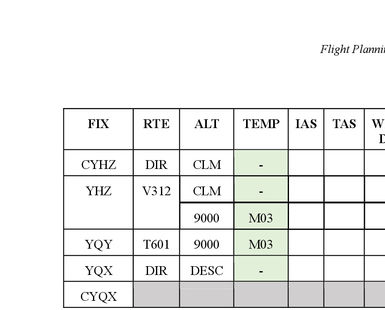 Flight Planni
FIX RTE ALT TEMP IAS TAS W
D
CYHZ DIR CLM -
YHZ V312 CLM -
9000 M03
YQY T601 9000 M03
YQX DIR DESC -
CYQX